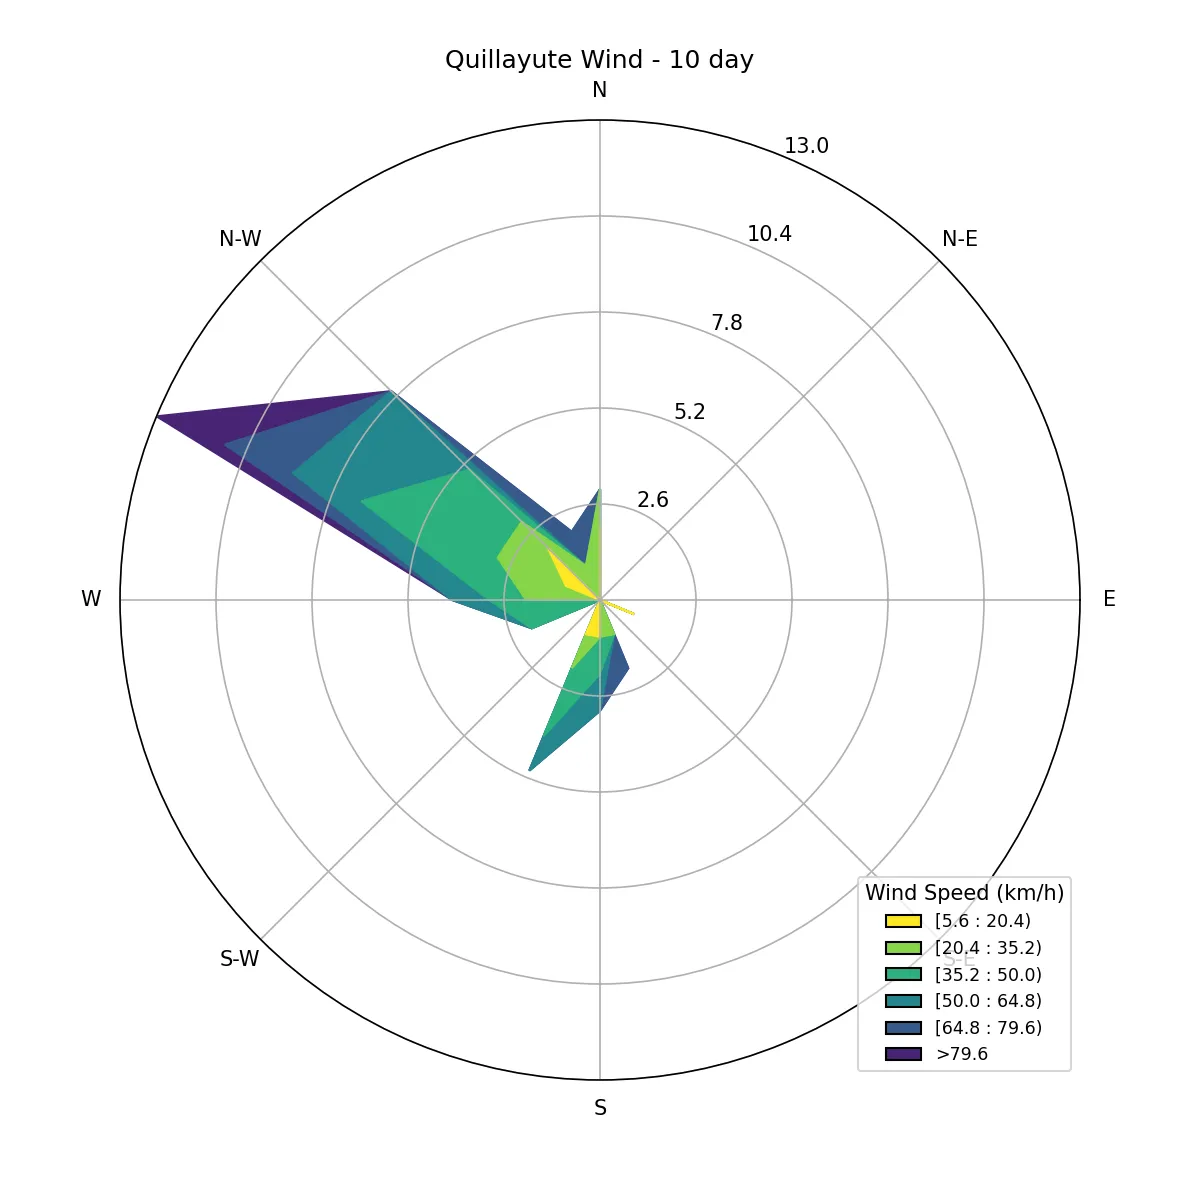 Quillayute Wind - 10 day
N
13.0
10.4
N-W
N-E
7.8
5.2
2.6
W
E
Wind Speed (km/h)
[5.6 : 20.4)
[20.4 : 35.2)
S-W
S-E
[35.2 : 50.0)
[50.0 : 64.8)
[64.8 : 79.6)
>79.6
S